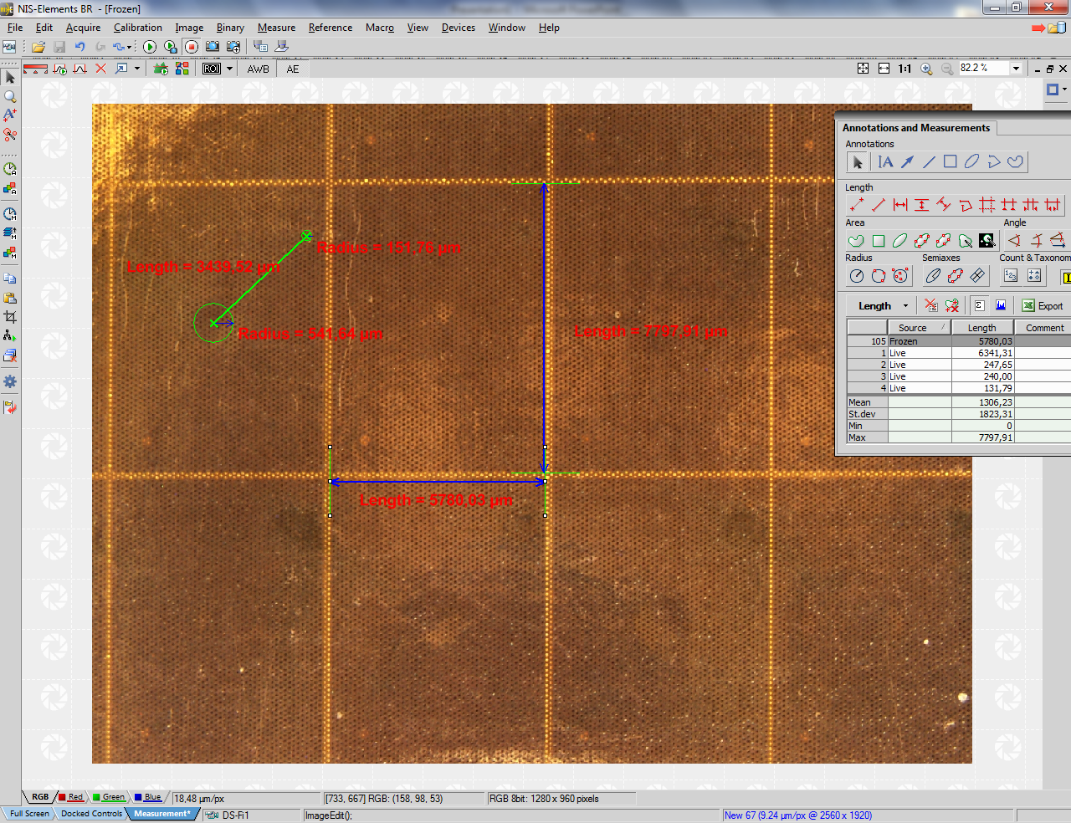 NIS-Elements BR - [Frozen]
File Edit Acquire Calibration Image Binary Measure Reference Macro View Devices Window Help
ROI AWB AE 1:1 82.2 %
Annotations and Measurements
Annotations
Length
Area Angle
Radius Semiaxes Count & Taxonom
Length Export
Source Length Comment
105 Frozen 5780,03
1 Live 6341,31
2 Live 247,65
3 Live 240,00
4 Live 131,79
Mean 1306,23
St.dev 1823,31
Min 0
Max 7797,91
Radius = 151,76 µm
Length = 3439,52 µm
Radius = 541,64 µm
Length = 7797,91 µm
Length = 5780,03 µm
RGB Red Green Blue 18,48 µm/px [733, 667] RGB: (158, 98, 53) RGB 8bit: 1280 x 960 pixels
Full Screen Docked Controls Measurement* DS-Fi1 ImageEdit(); New 67 (9.24 µm/px @ 2560 x 1920)